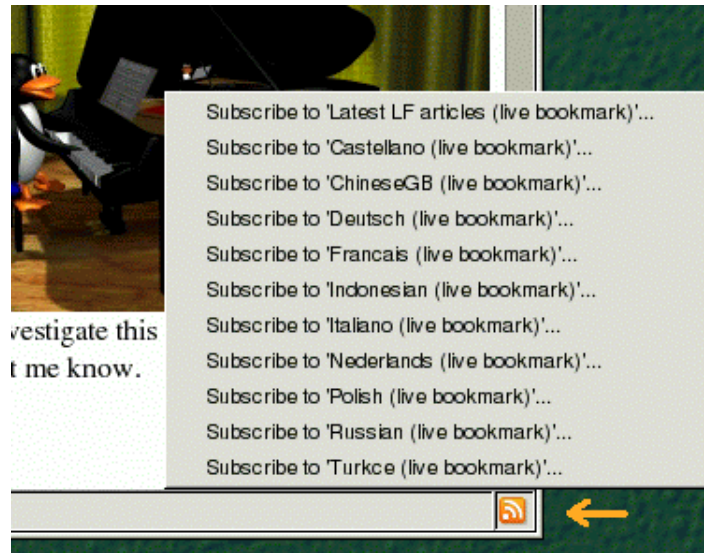 Subscribe to 'Latest LF articles (live bookmark)'...
Subscribe to 'Castellano (live bookmark)'...
Subscribe to 'ChineseGB (live bookmark)'...
Subscribe to 'Deutsch (live bookmark)'...
Subscribe to 'Francais (live bookmark)'...
Subscribe to 'Indonesian (live bookmark)'...
Subscribe to 'Italiano (live bookmark)'...
Subscribe to 'Nederlands (live bookmark)'...
Subscribe to 'Polish (live bookmark)'...
Subscribe to 'Russian (live bookmark)'...
Subscribe to 'Turkce (live bookmark)'...
vestigate this
t me know.